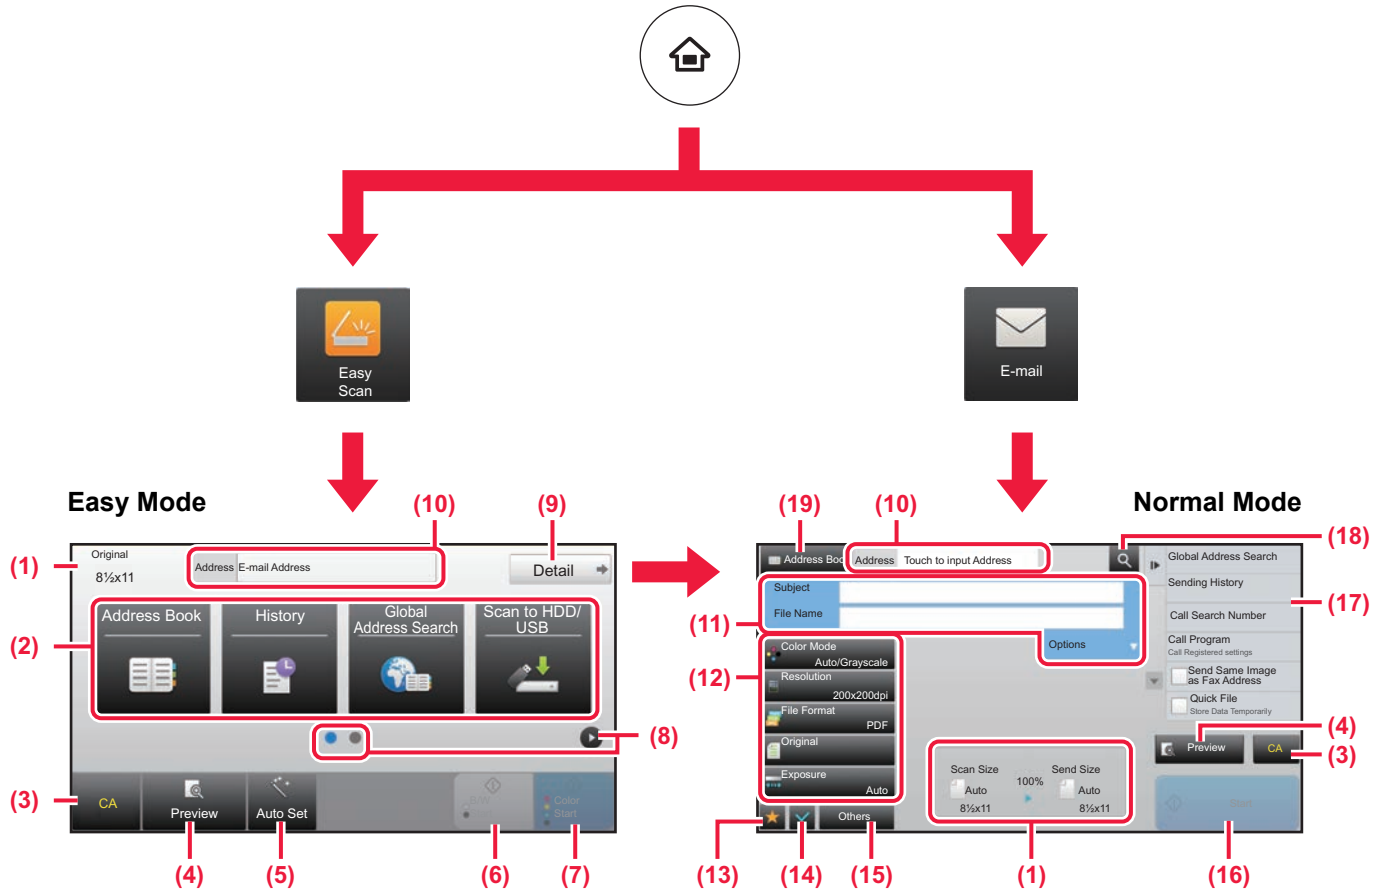 Easy
Scan
E-mail
Easy Mode
(10)
(9)
(19)
(10)
Normal Mode
(18)
(1)
Original
8½x11
Address
E-mail Address
Detail
Address
Touch to input Address
Global Address Search
Sending History
Call Search Number
Call Program
Call Registered settings
Send Same Image
as Fax Address
Quick File
Store Data Temporarily
(17)
(2)
Address Book
History
Global
Address Search
Scan to HDD/
USB
(8)
(11)
Subject
File Name
Options
(12)
Color Mode
Auto/Grayscale
Resolution
200x200dpi
File Format
PDF
Original
Exposure
Auto
Scan Size
Auto
8½x11
100%
Send Size
Auto
8½x11
(4)
Preview
CA
(3)
Start
(3)
CA
Preview
Auto Set
Color
Start
Others
(4)
(5)
(6)
(7)
(13)
(14)
(15)
(1)
(16)